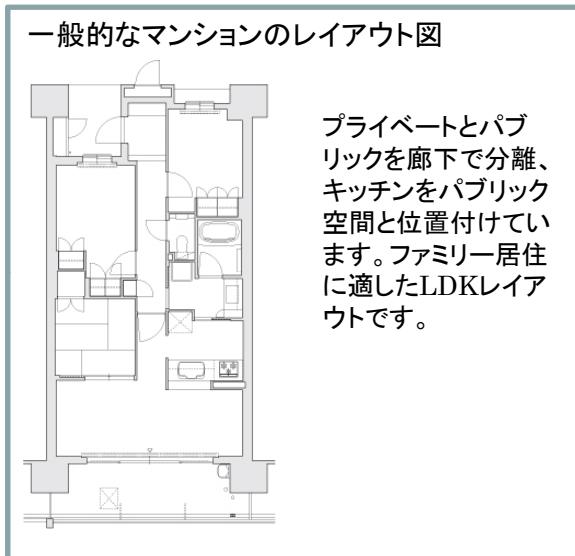 一般的なマンションのレイアウト図
プライベートとパブ
リックを廊下で分離、
キッチンをパブリック
空間と位置付けてい
ます。ファミリー居住
に適したLDKレイア
ウトです。